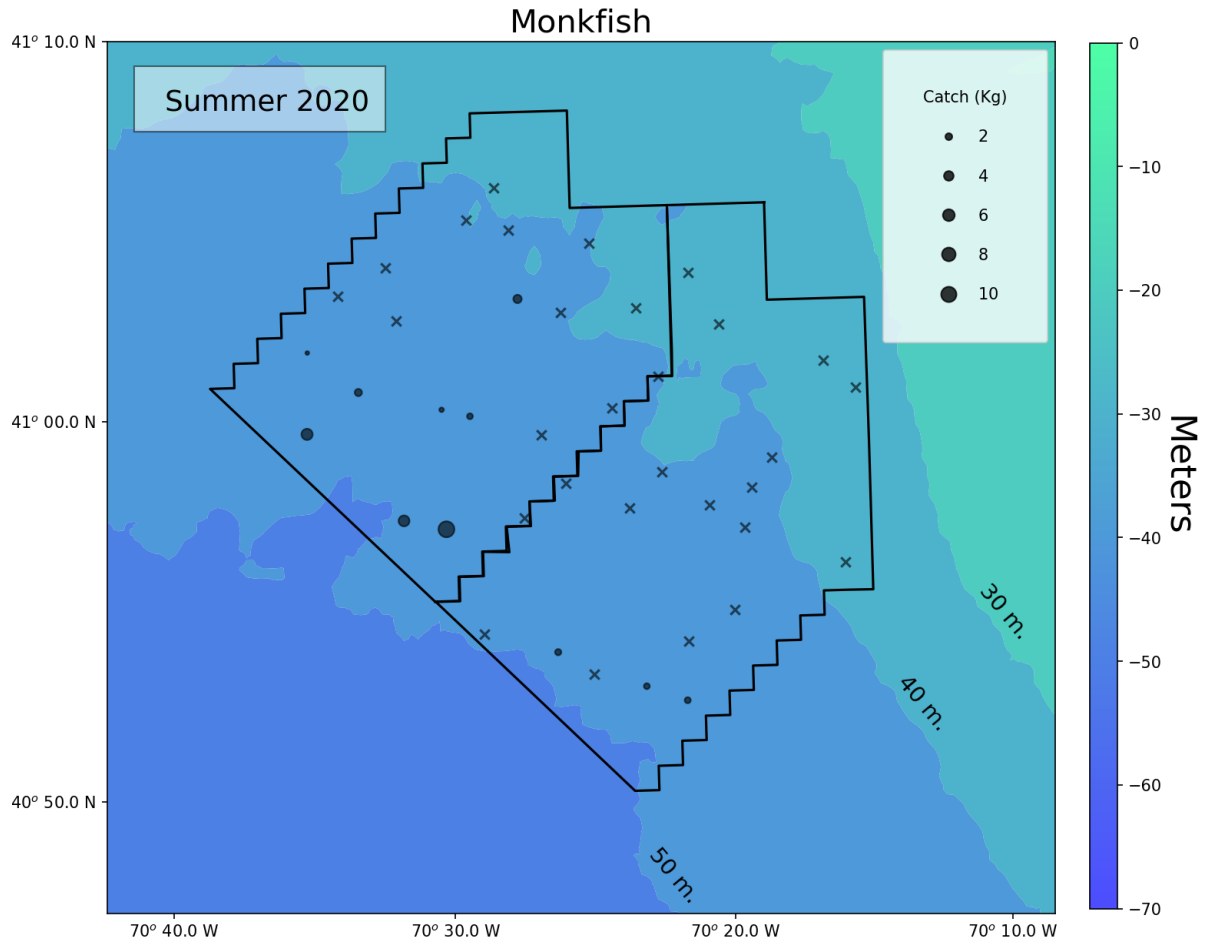 Monkfish
41° 10.0 N
Summer 2020
Catch (Kg)
2
4
6
8
10
41° 00.0 N
40° 50.0 N
30 m.
40 m.
50 m.
70° 40.0 W
70° 30.0 W
70° 20.0 W
70° 10.0 W
0
−10
−20
−30
−40
−50
−60
−70
Meters